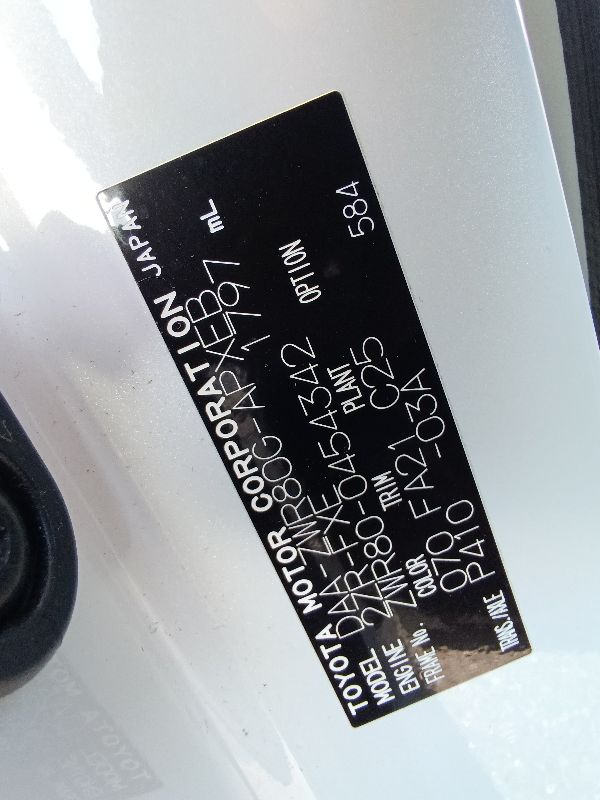 TOYOTA MOTOR CORPORATION JAPAN
MODEL DAA-ZWR80G-APXEB
ENGINE 2ZR-FXE 1797 mL
FRAME No. ZWR80-0454342
COLOR TRIM PLANT OPTION
070 FA21 C25 584
TRANS./AXLE P410 -03A